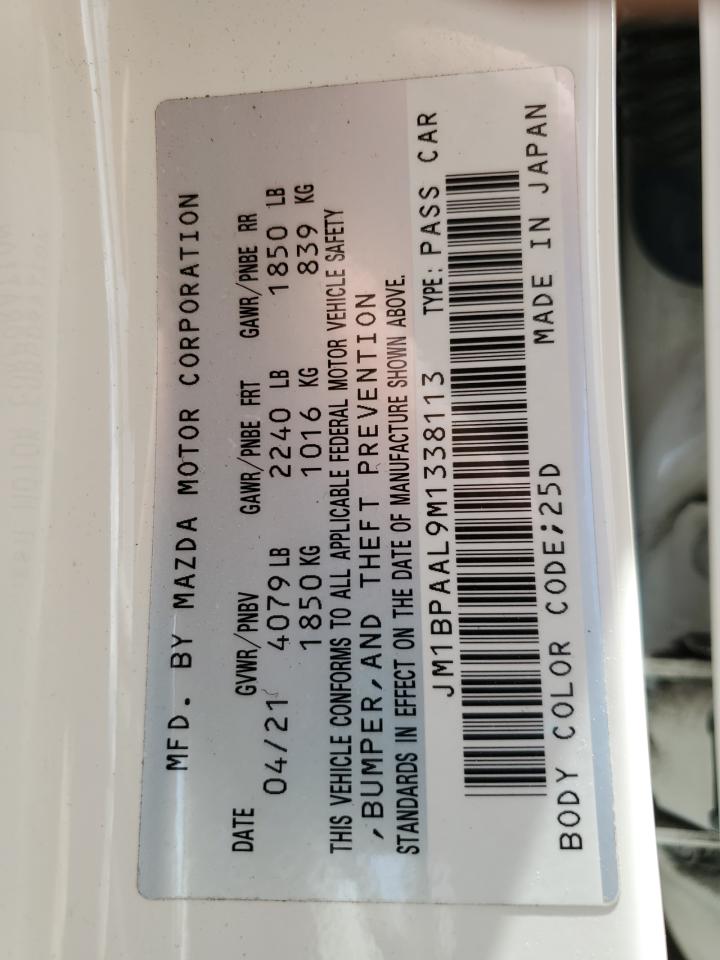 MFD. BY MAZDA MOTOR CORPORATION
DATE GVWR/PNBV GAWR/PNBE FRT GAWR/PNBE RR
04/21 4079 LB 2240 LB 1850 LB
1850 KG 1016 KG 839 KG
THIS VEHICLE CONFORMS TO ALL APPLICABLE FEDERAL MOTOR VEHICLE SAFETY
,BUMPER,AND THEFT PREVENTION
STANDARDS IN EFFECT ON THE DATE OF MANUFACTURE SHOWN ABOVE.
JM1BPAAL9M1338113 TYPE: PASS CAR
BODY COLOR CODE;25D MADE IN JAPAN